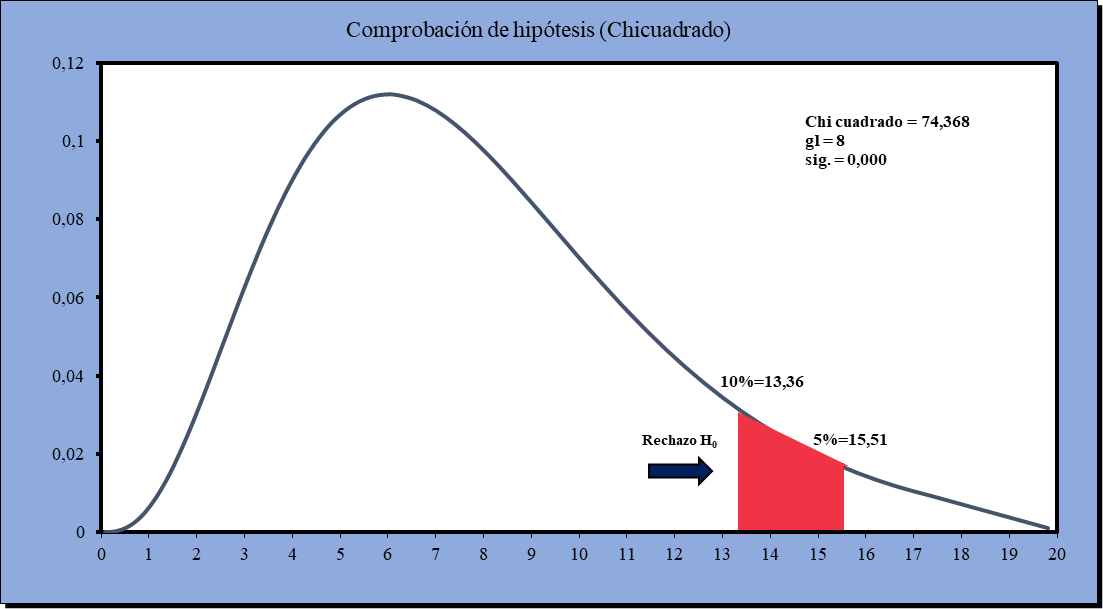 Comprobación de hipótesis (Chicuadrado)
0,12
0,1
0,08
0,06
0,04
0,02
0
Chi cuadrado = 74,368
gl = 8
sig. = 0,000
10%=13,36
5%=15,51
Rechazo H₀
0 1 2 3 4 5 6 7 8 9 10 11 12 13 14 15 16 17 18 19 20